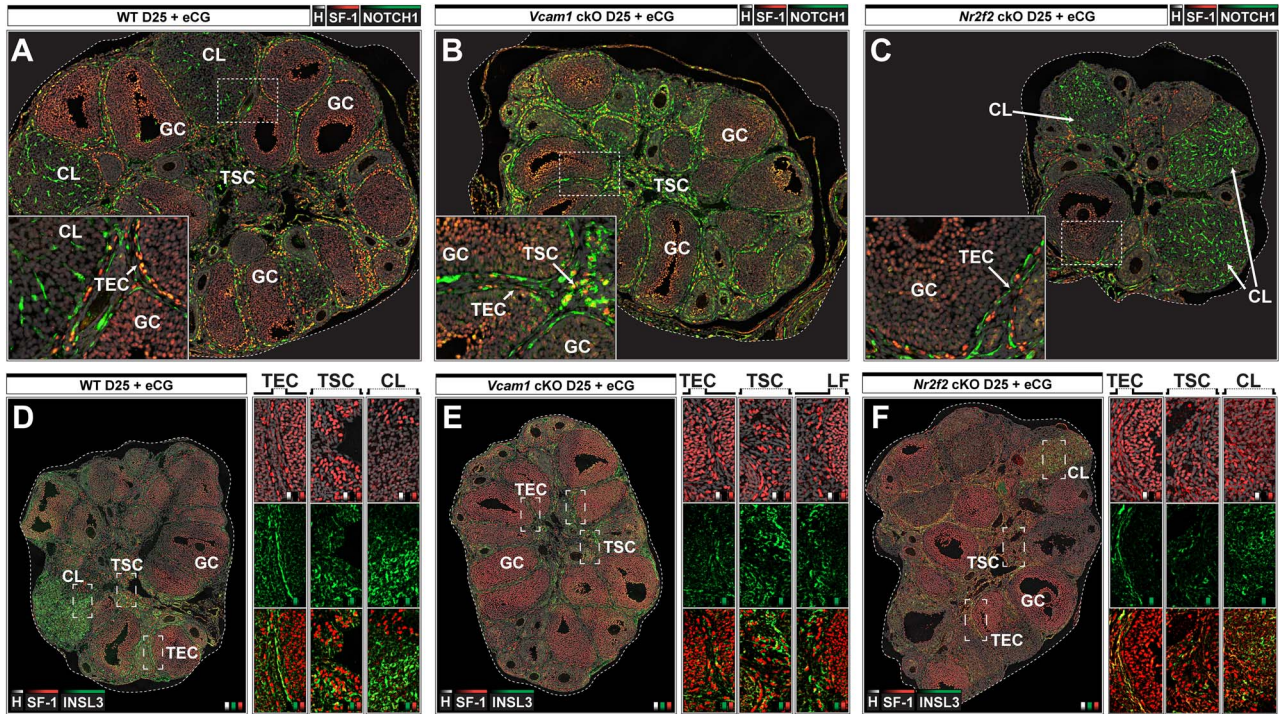 WT D25 + eCG
H SF-1 NOTCH1
Vcam1 cKO D25 + eCG
H SF-1 NOTCH1
Nr2f2 cKO D25 + eCG
H SF-1 NOTCH1
A
CL
GC
GC
CL
TSC
GC
CL
TEC
GC
B
GC
TSC
GC
GC
TSC
TEC
GC
C
CL
CL
TEC
GC
WT D25 + eCG
TEC TSC CL
Vcam1 cKO D25 + eCG
TEC TSC LF
Nr2f2 cKO D25 + eCG
TEC TSC CL
D
GC
CL
TSC
TEC
H SF-1 INSL3
E
TEC
TSC
GC
H SF-1 INSL3
F
CL
TSC
GC
TEC
H SF-1 INSL3